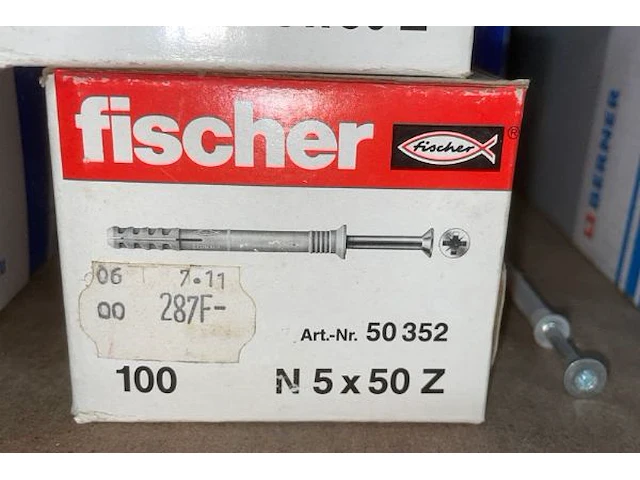 fischer
fischer ®
06 7.11
00 287F-
Art.-Nr. 50 352
100 N 5 x 50 Z
BERNER